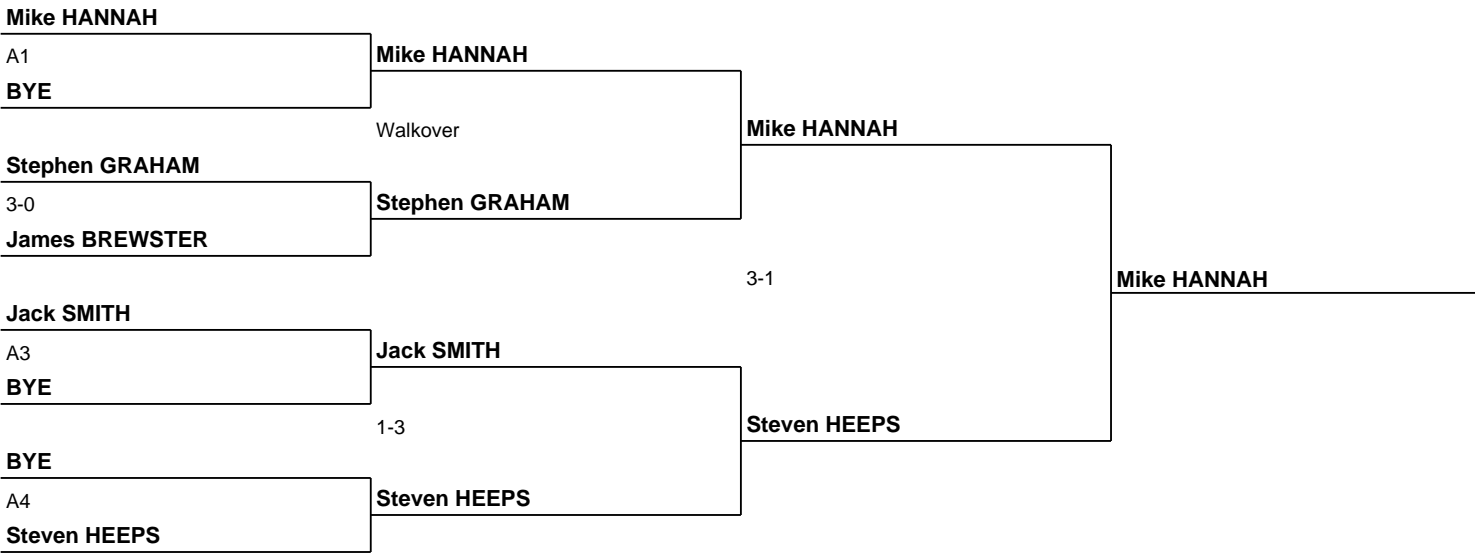 Mike HANNAH
A1
BYE
Stephen GRAHAM
3-0
James BREWSTER
Jack SMITH
A3
BYE
BYE
A4
Steven HEEPS
Mike HANNAH
Walkover
Stephen GRAHAM
Jack SMITH
1-3
Steven HEEPS
Mike HANNAH
3-1
Steven HEEPS
Mike HANNAH